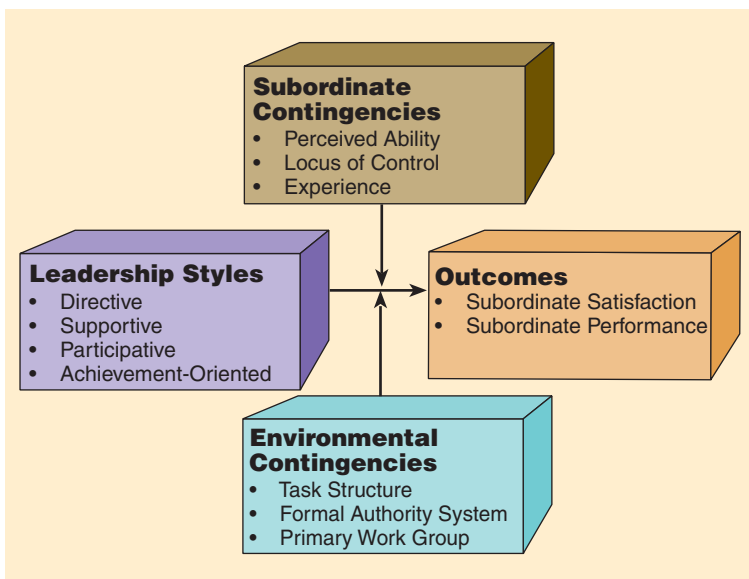 Subordinate
Contingencies
• Perceived Ability
• Locus of Control
• Experience
Leadership Styles
• Directive
• Supportive
• Participative
• Achievement-Oriented
Outcomes
• Subordinate Satisfaction
• Subordinate Performance
Environmental
Contingencies
• Task Structure
• Formal Authority System
• Primary Work Group